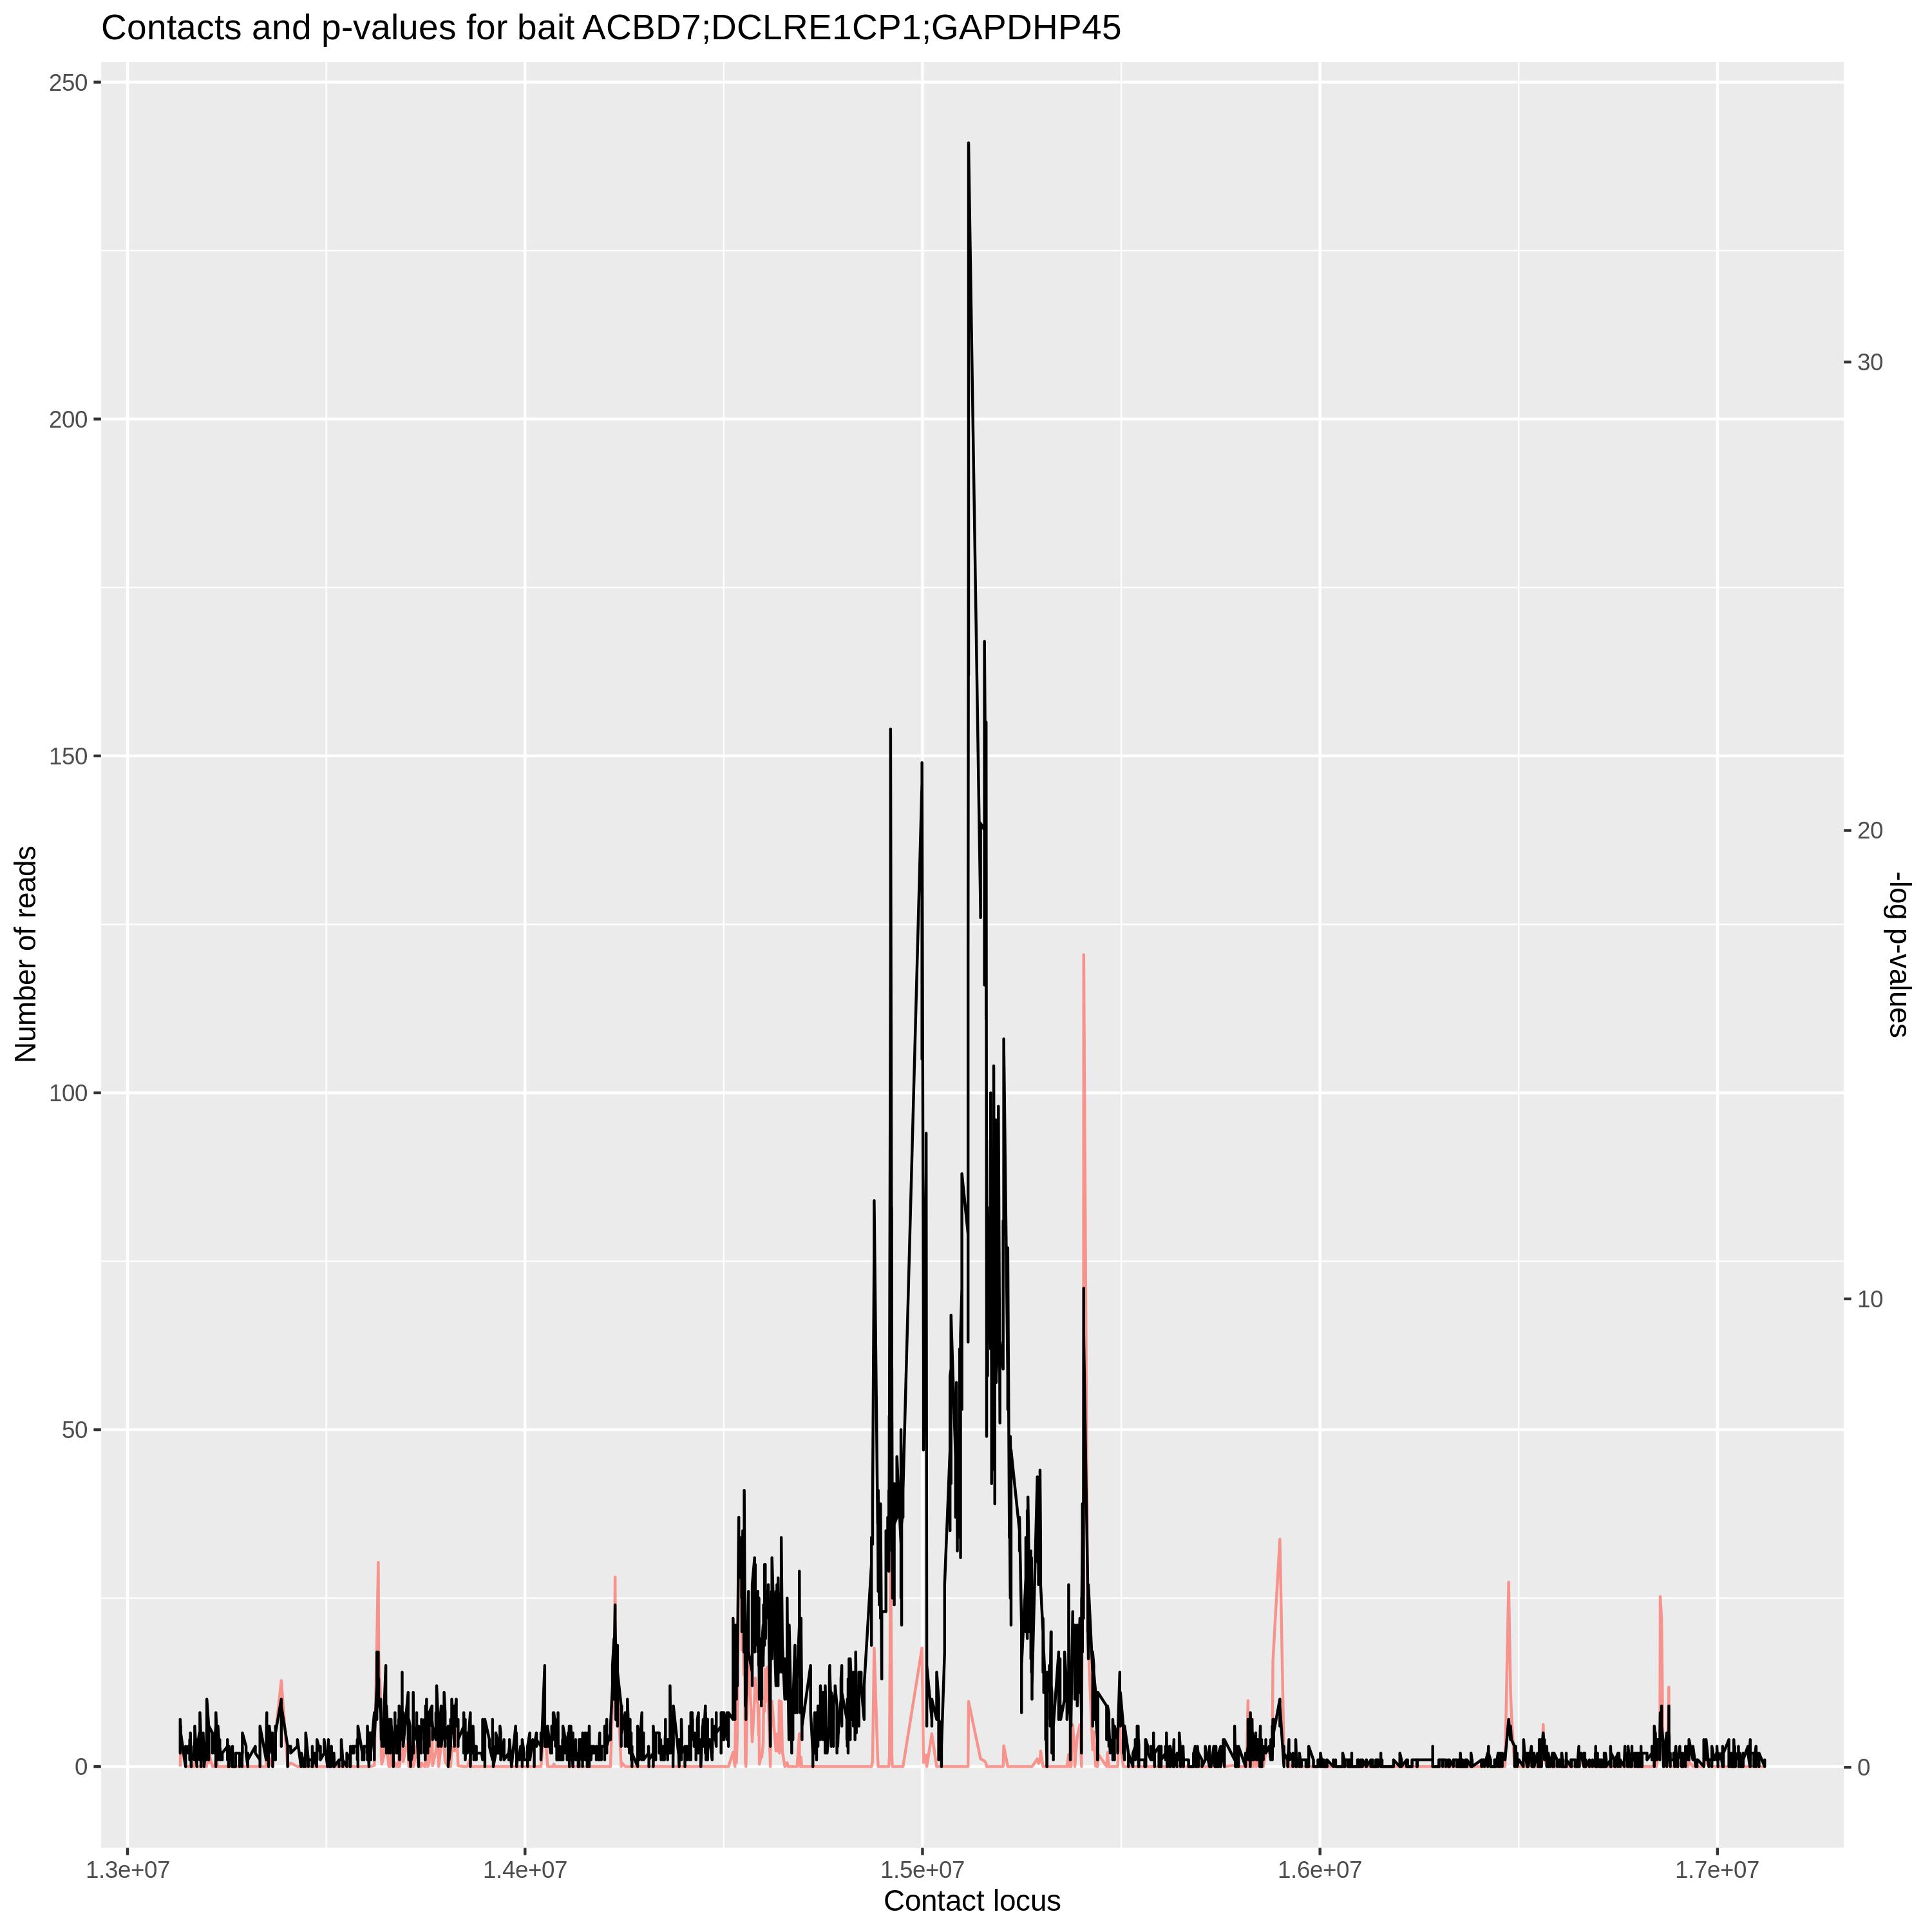 Contacts and p-values for bait ACBD7;DCLRE1CP1;GAPDHP45
250
200
150
100
50
0
Number of reads
30
20
10
0
-log p-values
1.3e+07
1.4e+07
1.5e+07
1.6e+07
1.7e+07
Contact locus